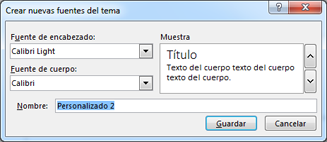 Crear nuevas fuentes del tema
Fuente de encabezado:
Calibri Light
Fuente de cuerpo:
Calibri
Muestra
Título
Texto del cuerpo texto del cuerpo
texto del cuerpo.
Nombre: Personalizado 2
Guardar Cancelar